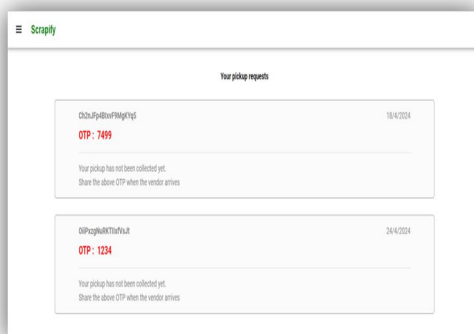 Scrapify
Your pickup requests
18/4/2024
OTP : 7499
Your pickup has not been collected yet.
Share the above OTP when the vendor arrives
24/4/2024
OTP : 1234
Your pickup has not been collected yet.
Share the above OTP when the vendor arrives